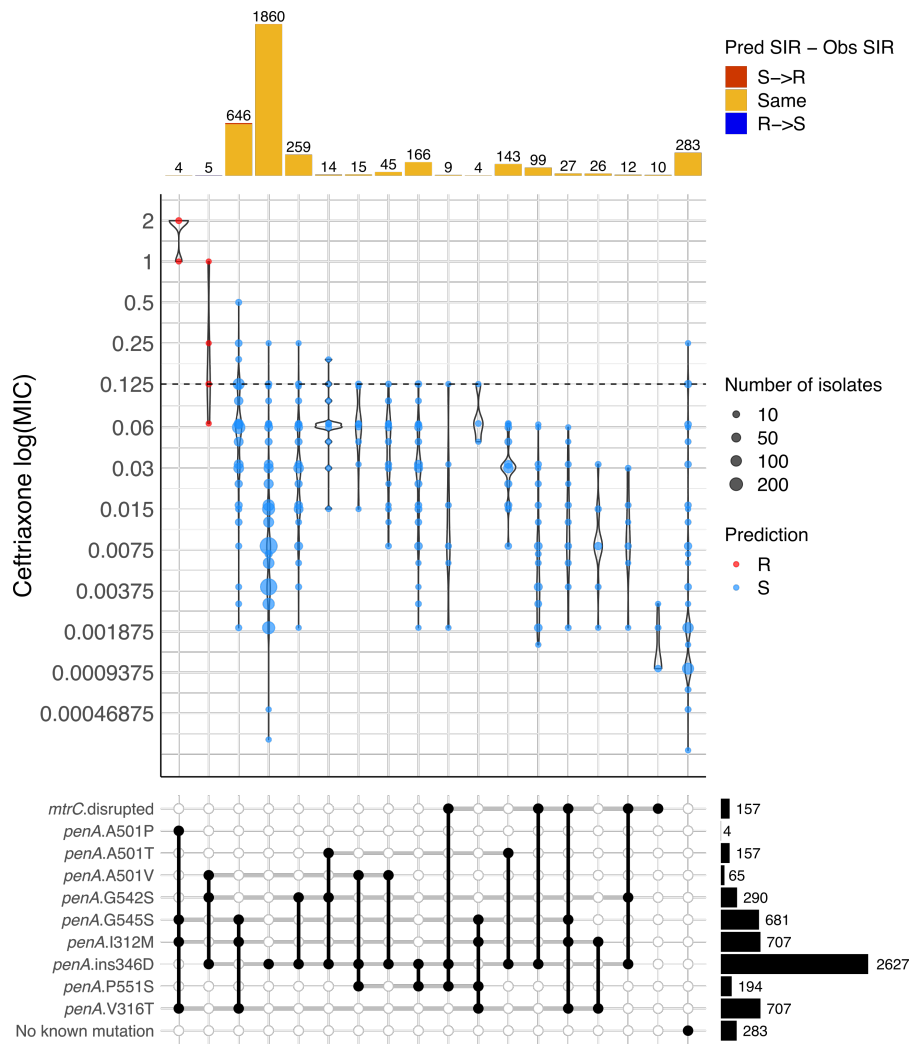 1860
646
259
14
15
45
166
9
4
143
99
27
26
12
10
283
4
5
Pred SIR − Obs SIR
S−>R
Same
R−>S
Ceftriaxone log(MIC)
2
1
0.5
0.25
0.125
0.06
0.03
0.015
0.0075
0.00375
0.001875
0.0009375
0.00046875
Number of isolates
10
50
100
200
Prediction
R
S
mtrC.disrupted
157
penA.A501P
4
penA.A501T
157
penA.A501V
65
penA.G542S
290
penA.G545S
681
penA.I312M
707
penA.ins346D
2627
penA.P551S
194
penA.V316T
707
No known mutation
283